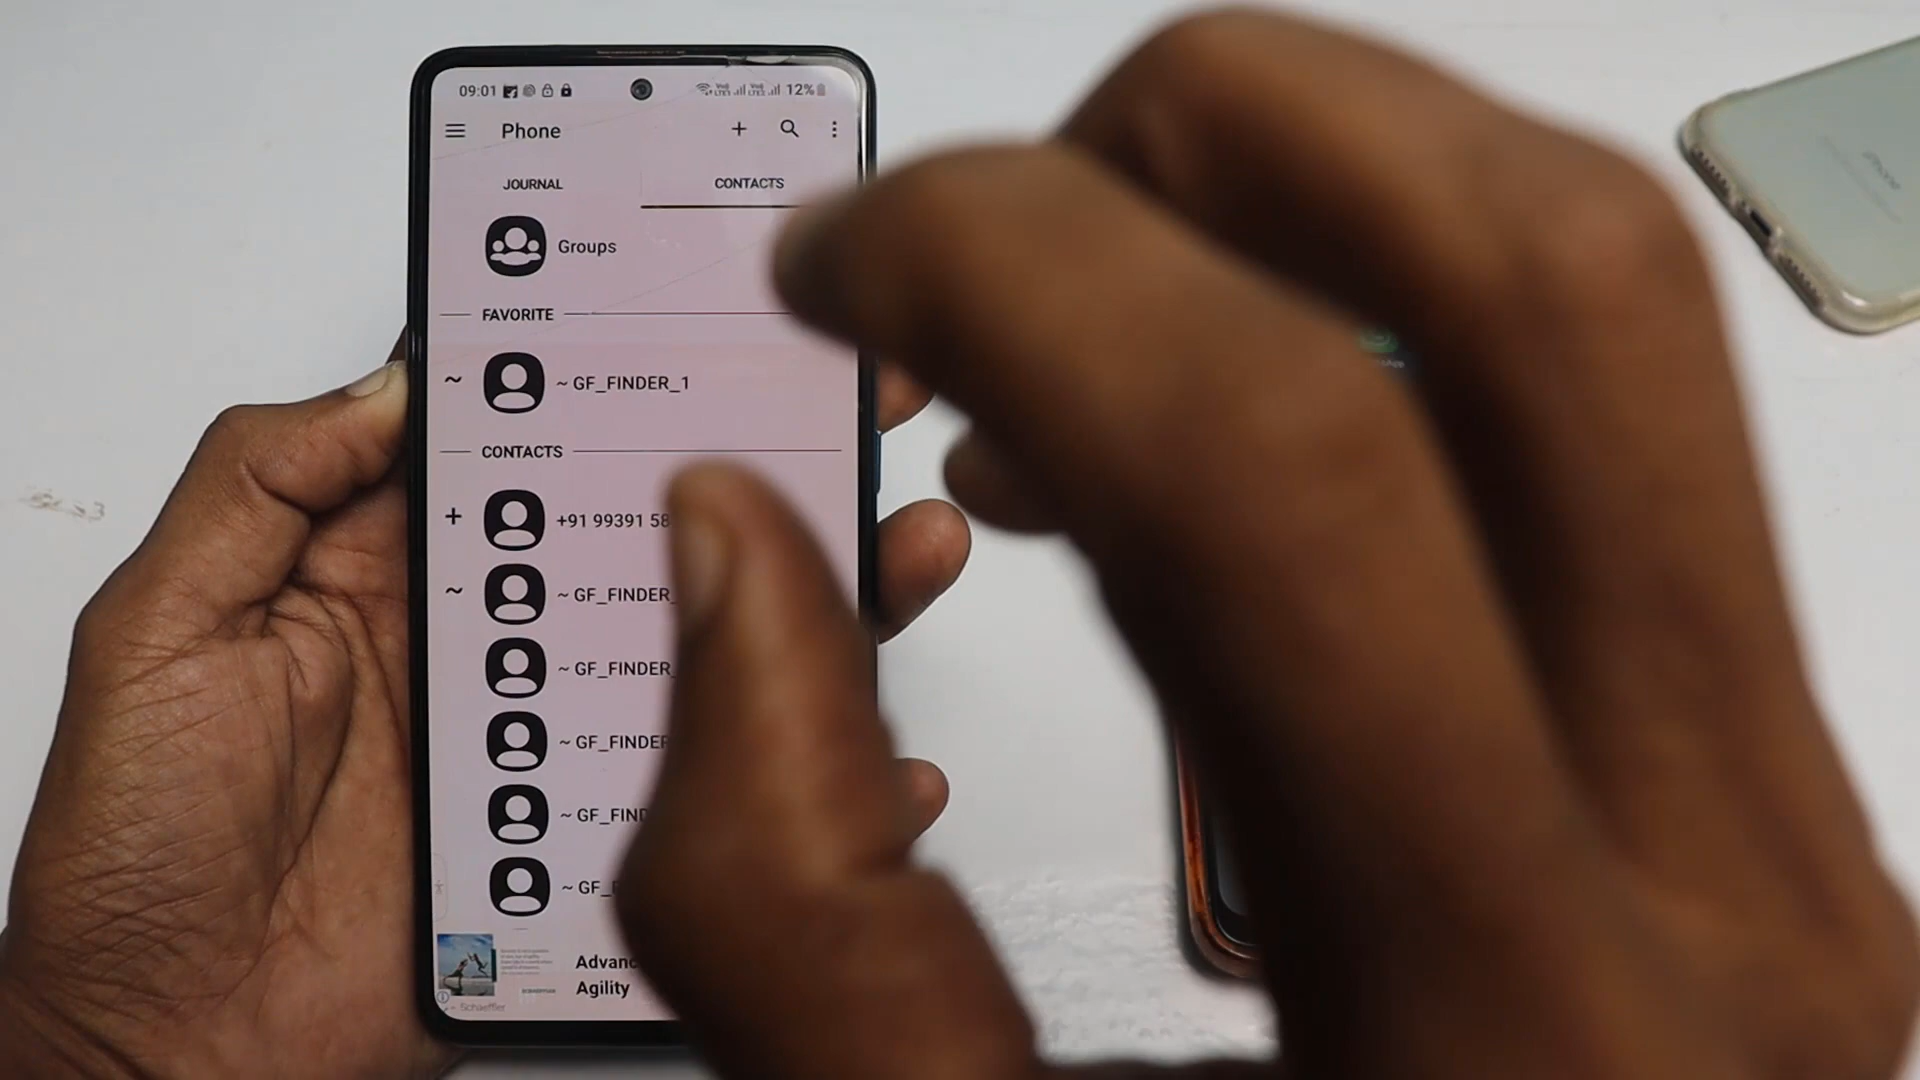 09:01 12%
Phone
JOURNAL CONTACTS
Groups
FAVORITE
~ ~ GF_FINDER_1
CONTACTS
+ +91 99391 58
~ ~ GF_FINDER_
~ GF_FINDER_
~ GF_FINDER
~ GF_FIND
~ GF_
Advanc
Agility
Schaeffler